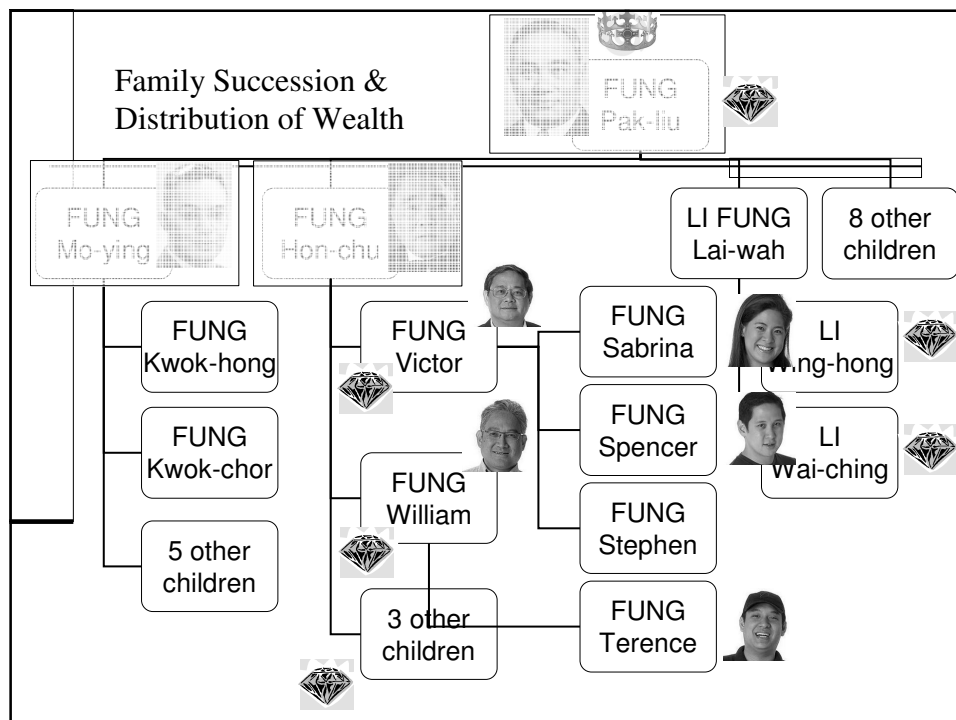 Family Succession &
Distribution of Wealth
FUNG
Pak-liu
FUNG
Mo-ying
FUNG
Hon-chu
LI FUNG
Lai-wah
8 other
children
FUNG
Kwok-hong
FUNG
Victor
FUNG
Sabrina
LI
Wing-hong
FUNG
Kwok-chor
FUNG
William
FUNG
Spencer
LI
Wai-ching
5 other
children
3 other
children
FUNG
Stephen
FUNG
Terence